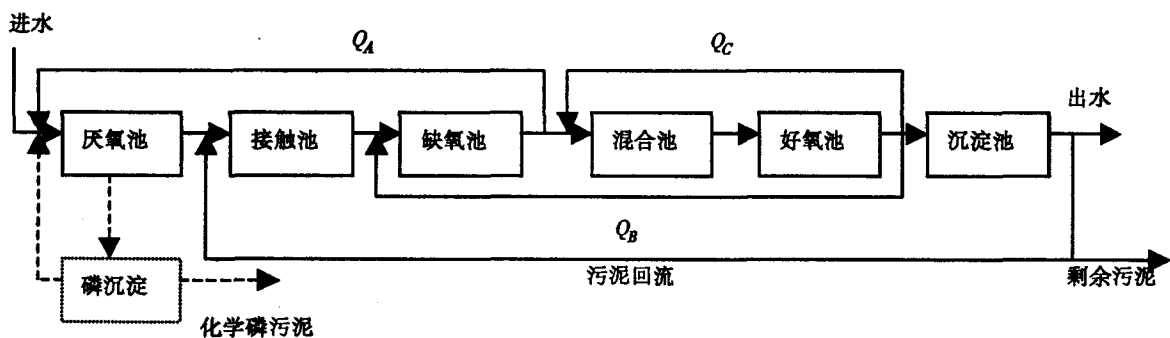 进水
Q_A
Q_C
出水
厌氧池
接触池
缺氧池
混合池
好氧池
沉淀池
Q_B
污泥回流
剩余污泥
磷沉淀
化学磷污泥